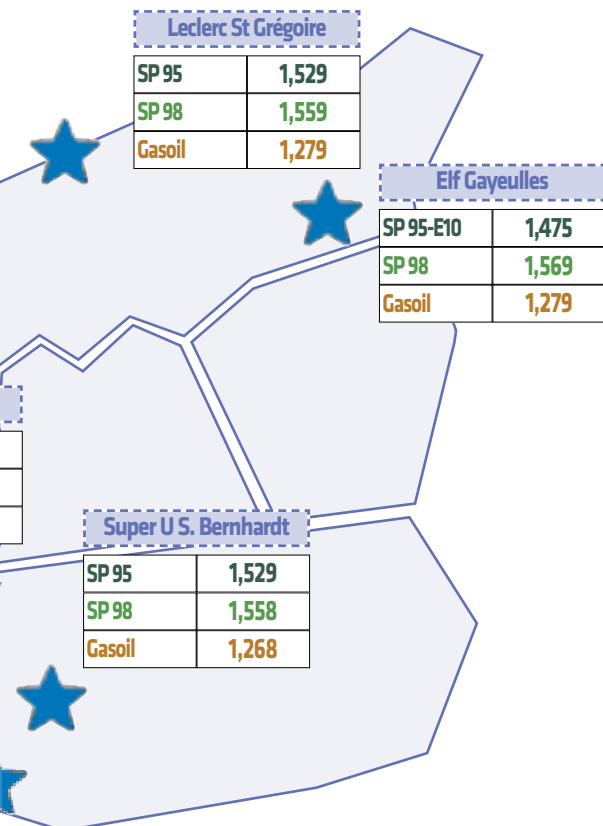 Leclerc St Grégoire
SP 95 1,529
SP 98 1,559
Gasoil 1,279
Elf Gayeulles
SP 95-E10 1,475
SP 98 1,569
Gasoil 1,279
Super U S. Bernhardt
SP 95 1,529
SP 98 1,558
Gasoil 1,268